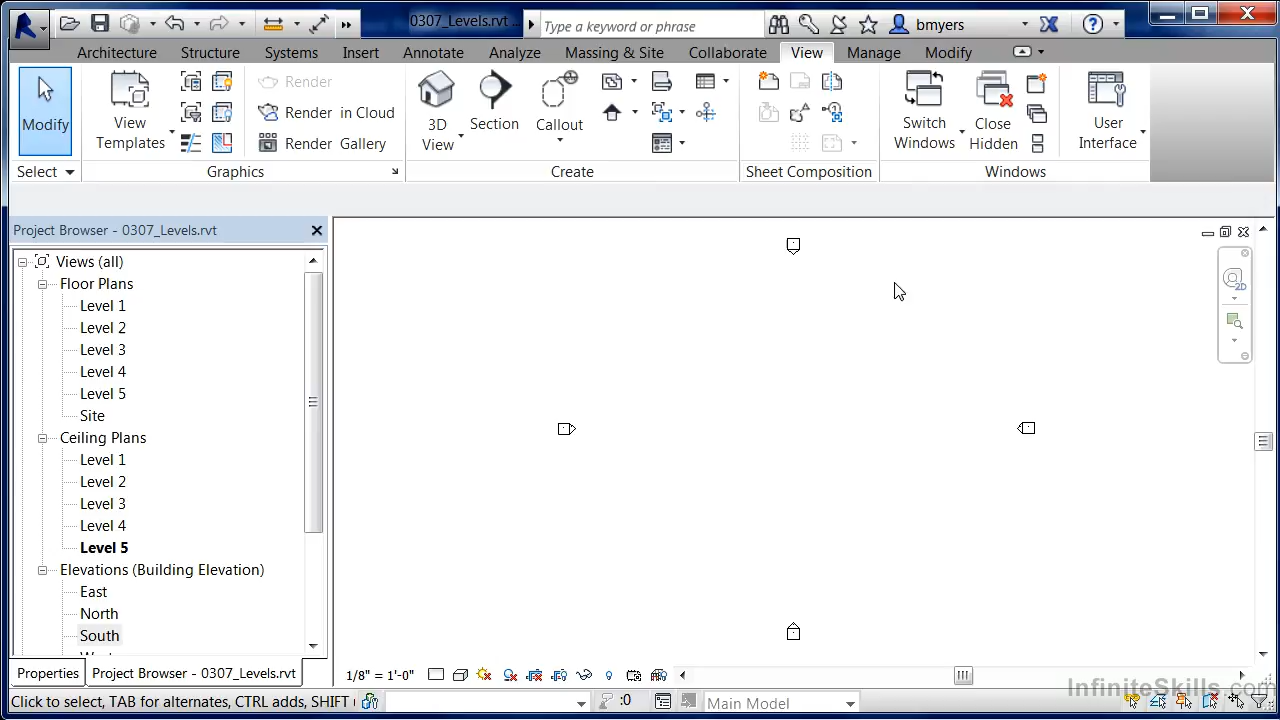 0307_Levels.rvt ...
Type a keyword or phrase
bmyers
Architecture Structure Systems Insert Annotate Analyze Massing & Site Collaborate View Manage Modify
Modify
View
Templates
Render
Render in Cloud
Render Gallery
3D
View
Section
Callout
Switch
Windows
Close
Hidden
User
Interface
Select
Graphics
Create
Sheet Composition
Windows
Project Browser - 0307_Levels.rvt
Views (all)
Floor Plans
Level 1
Level 2
Level 3
Level 4
Level 5
Site
Ceiling Plans
Level 1
Level 2
Level 3
Level 4
Level 5
Elevations (Building Elevation)
East
North
South
2D
Properties
Project Browser - 0307_Levels.rvt
1/8" = 1'-0"
Click to select, TAB for alternates, CTRL adds, SHIFT
:0
Main Model
InfiniteSkills.com